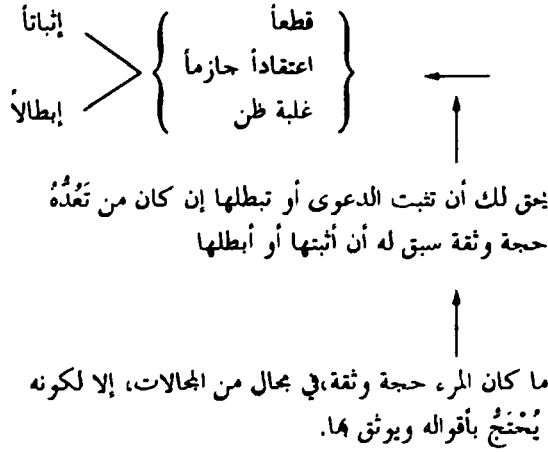 قطعاً
اعتقاداً جازماً
غلبة ظن
إثباتاً
إبطالاً
يحق لك أن تثبت الدعوى أو تبطلها إن كان من تَعُدُّهُ
حجة وثقة سبق له أن أثبتها أو أبطلها
ما كان المرء حجة وثقة، في مجال من المجالات، إلا لكونه
يُحْتَجُّ بأقواله ويوثق بها.